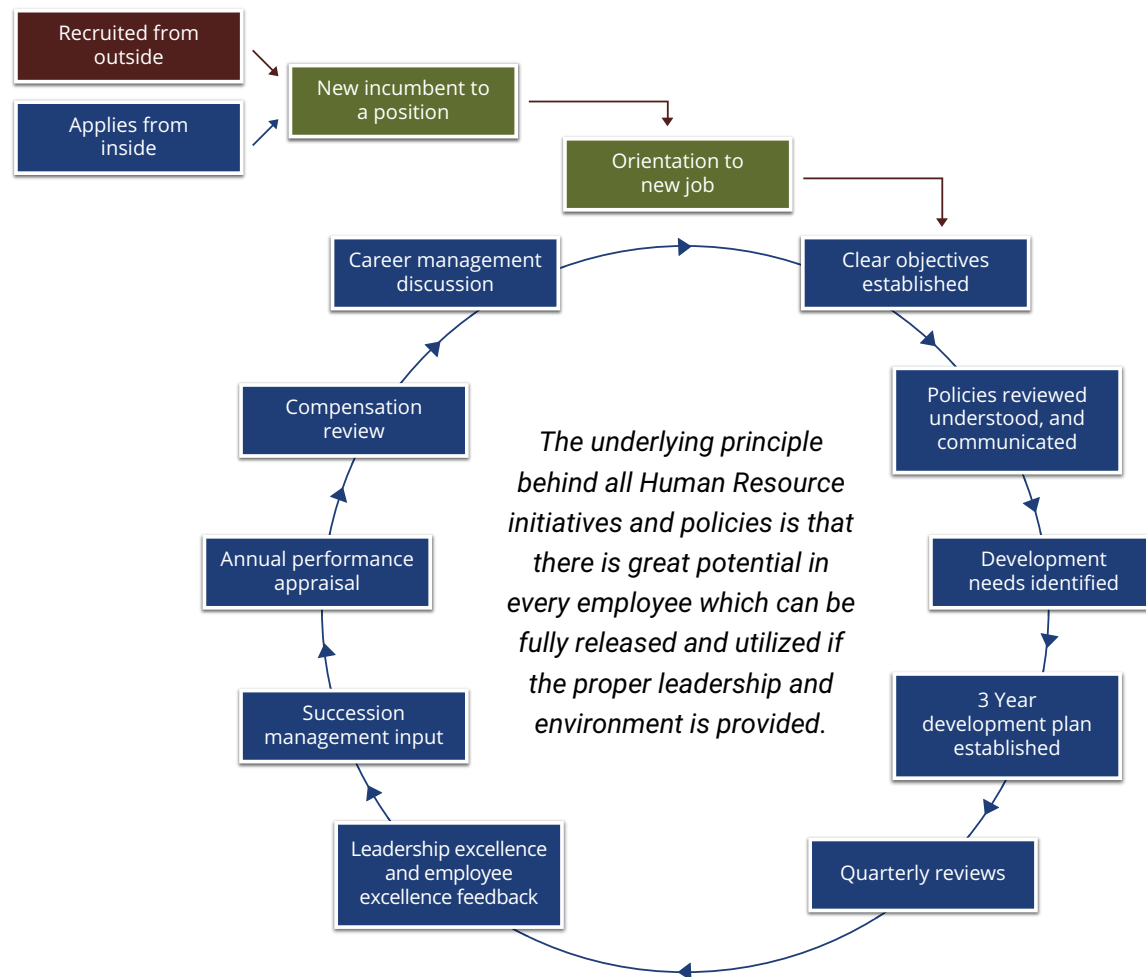 Recruited from
outside
Applies from
inside
New incumbent to
a position
Orientation to
new job
Clear objectives
established
Policies reviewed
understood, and
communicated
Development
needs identified
3 Year
development plan
established
Quarterly reviews
Leadership excellence
and employee
excellence feedback
Succession
management input
Annual performance
appraisal
Compensation
review
Career management
discussion
The underlying principle
behind all Human Resource
initiatives and policies is that
there is great potential in
every employee which can be
fully released and utilized if
the proper leadership and
environment is provided.